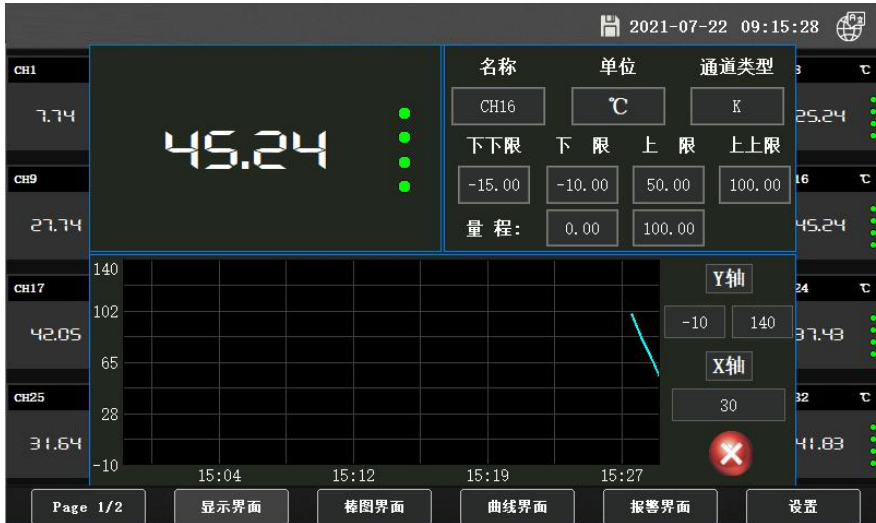 2021-07-22 09:15:28
CH1
7.74
CH9 ℃
27.74
CH17
42.05
CH25
31.64
45.24
名称 单位 通道类型
CH16 ℃ K
下下限 下 限 上 限 上上限
-15.00 -10.00 50.00 100.00
量 程: 0.00 100.00
8 ℃
25.24
16 ℃
45.24
24 ℃
37.43
32 ℃
41.83
140
102
65
28
-10
15:04 15:12 15:19 15:27
Y轴
-10 140
X轴
30
Page 1/2 显示界面 棒图界面 曲线界面 报警界面 设置